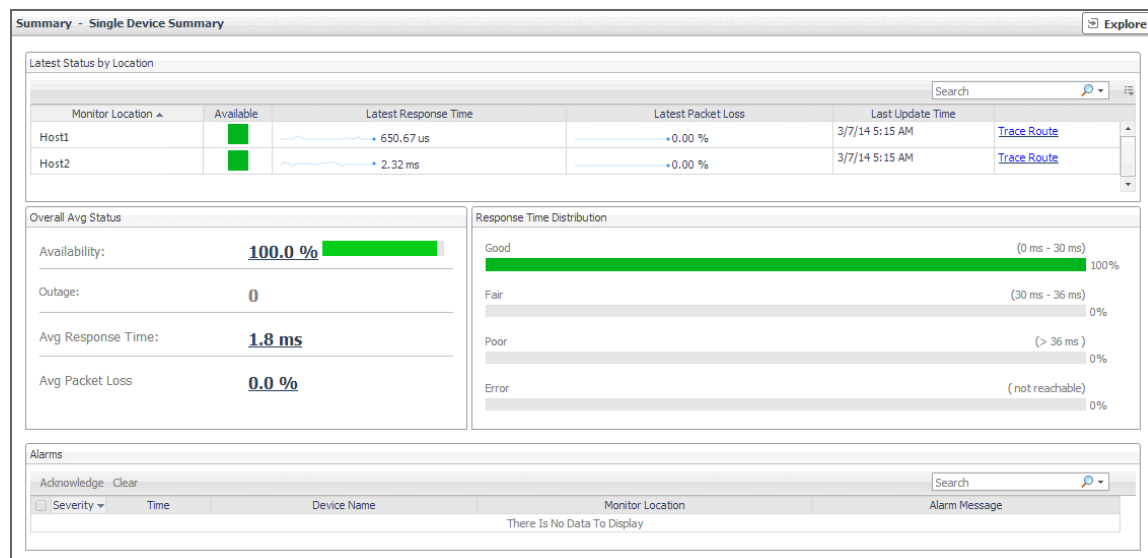 Summary - Single Device Summary
Explore
Latest Status by Location
Search
Monitor Location Available Latest Response Time Latest Packet Loss Last Update Time
Host1 650.67 us 0.00 % 3/7/14 5:15 AM Trace Route
Host2 2.32 ms 0.00 % 3/7/14 5:15 AM Trace Route
Overall Avg Status
Availability: 100.0 %
Outage: 0
Avg Response Time: 1.8 ms
Avg Packet Loss 0.0 %
Response Time Distribution
Good (0 ms - 30 ms)
100%
Fair (30 ms - 36 ms)
0%
Poor (> 36 ms )
0%
Error ( not reachable)
0%
Alarms
Acknowledge Clear Search
Severity Time Device Name Monitor Location Alarm Message
There Is No Data To Display